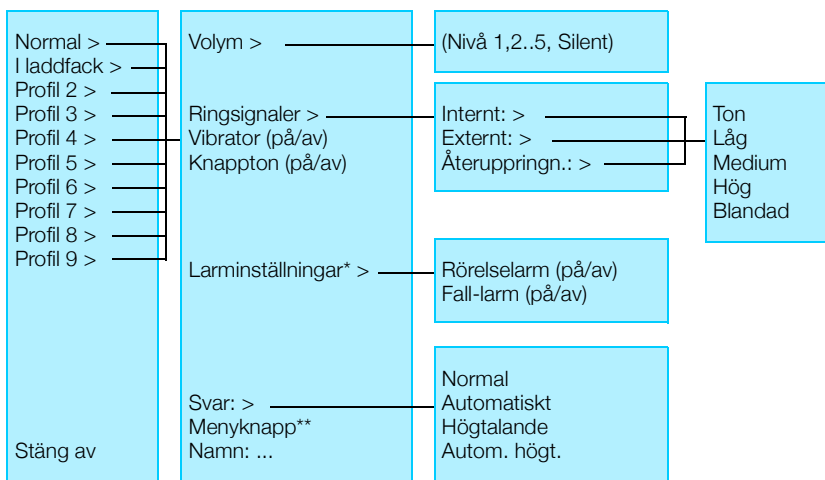 Normal >
I laddfack >
Profil 2 >
Profil 3 >
Profil 4 >
Profil 5 >
Profil 6 >
Profil 7 >
Profil 8 >
Profil 9 >
Stäng av
Volym >
Ringsignaler >
Vibrator (på/av)
Knappton (på/av)
Larminställningar* >
Svar: >
Menyknapp**
Namn: ...
(Nivå 1,2..5, Silent)
Internt: >
Externt: >
Återuppringn.: >
Ton
Låg
Medium
Hög
Blandad
Rörelselarm (på/av)
Fall-larm (på/av)
Normal
Automatiskt
Högtalande
Autom. högt.